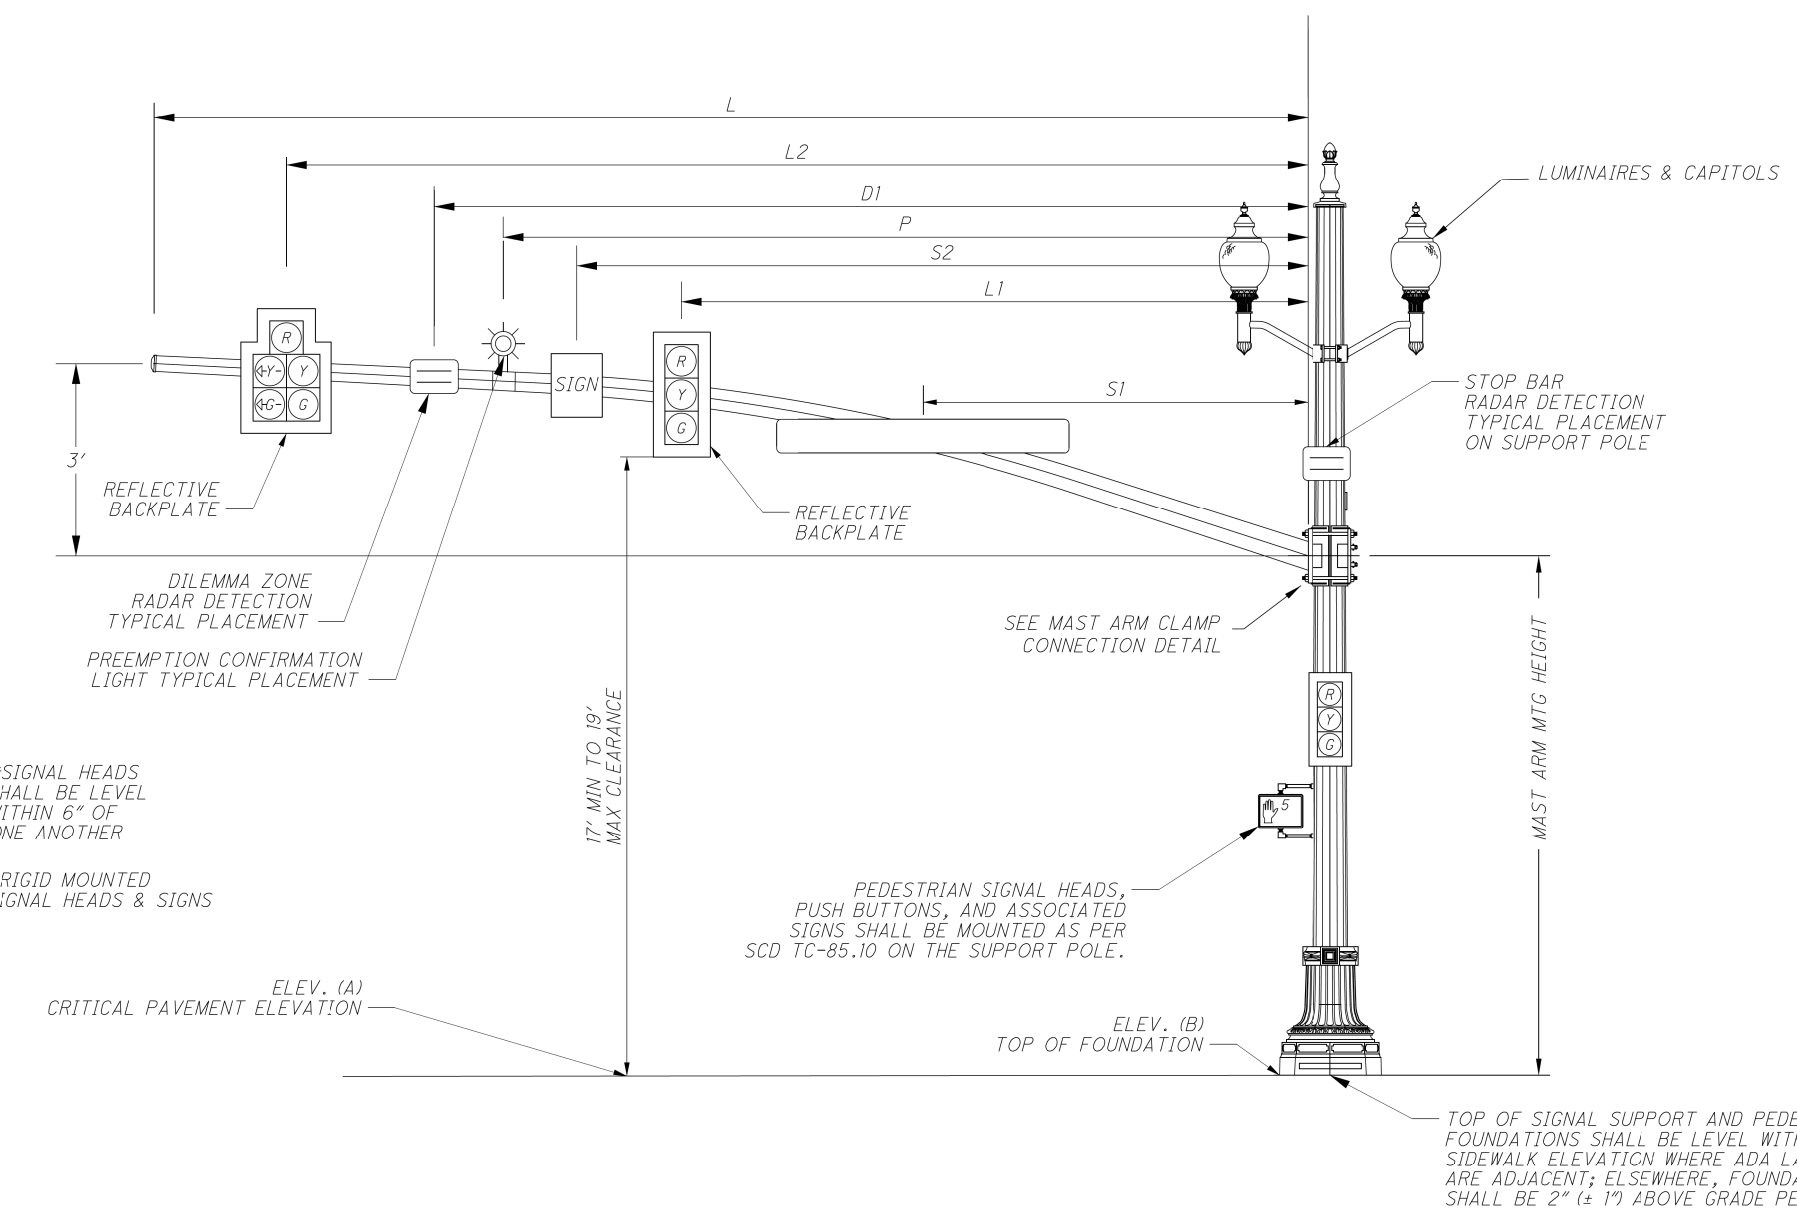 L
L2
LUMINAIRES & CAPITOLS
D1
P
S2
L1
R
Y
Y
G
G
SIGN
R
Y
G
S1
STOP BAR
RADAR DETECTION
TYPICAL PLACEMENT
ON SUPPORT POLE
3'
REFLECTIVE
BACKPLATE
REFLECTIVE
BACKPLATE
DILEMMA ZONE
RADAR DETECTION
TYPICAL PLACEMENT
SEE MAST ARM CLAMP
CONNECTION DETAIL
PREEMPTION CONFIRMATION
LIGHT TYPICAL PLACEMENT
17' MIN TO 19'
MAX CLEARANCE
MAST ARM MTG HEIGHT
R
Y
G
SIGNAL HEADS
HALL BE LEVEL
ITHIN 6" OF
ONE ANOTHER
5
RIGID MOUNTED
IGNAL HEADS & SIGNS
PEDESTRIAN SIGNAL HEADS,
PUSH BUTTONS, AND ASSOCIATED
SIGNS SHALL BE MOUNTED AS PER
SCD TC-85.10 ON THE SUPPORT POLE.
ELEV. (A)
CRITICAL PAVEMENT ELEVATION
ELEV. (B)
TOP OF FOUNDATION
TOP OF SIGNAL SUPPORT AND PEDE
FOUNDATIONS SHALL BE LEVEL WITH
SIDEWALK ELEVATION WHERE ADA LA
ARE ADJACENT; ELSEWHERE, FOUNDA
SHALL BE 2" (± 1") ABOVE GRADE PE